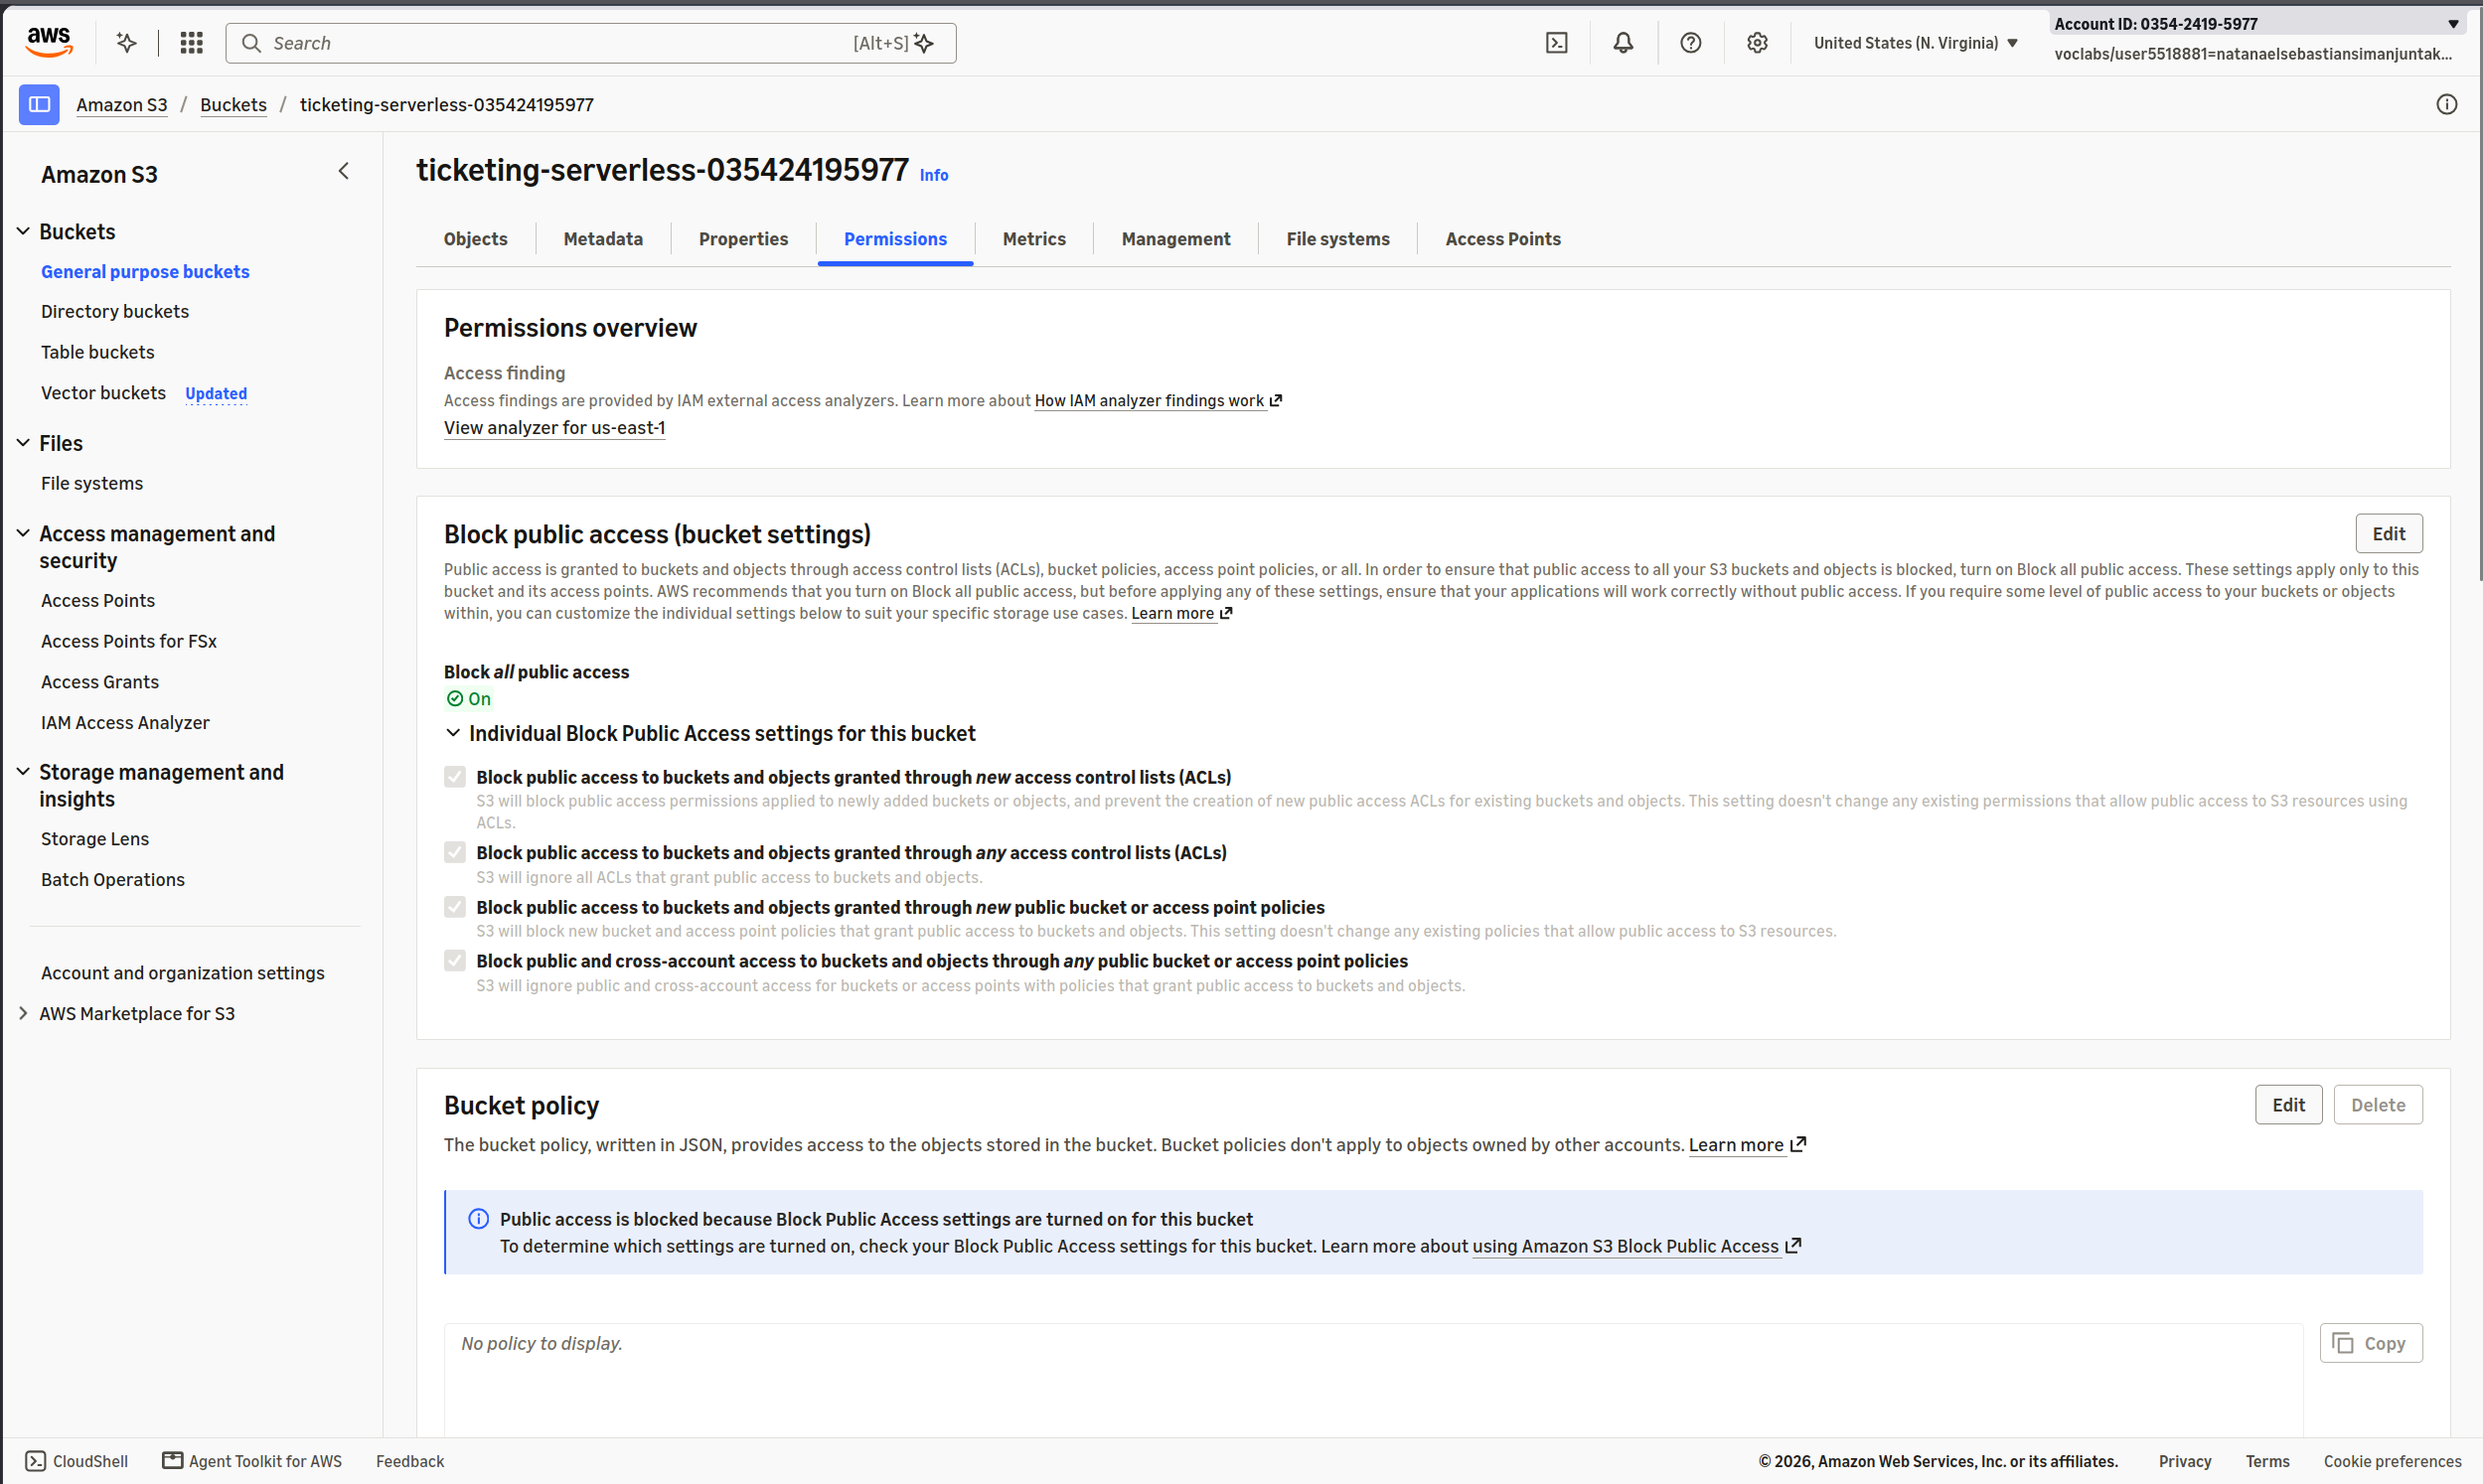 aws
Search [Alt+S]
United States (N. Virginia)
Account ID: 0354-2419-5977
voclabs/user5518881=natanaelsebastiansimanjuntak...
Amazon S3 / Buckets / ticketing-serverless-035424195977
Amazon S3
Buckets
General purpose buckets
Directory buckets
Table buckets
Vector buckets Updated
Files
File systems
Access management and
security
Access Points
Access Points for FSx
Access Grants
IAM Access Analyzer
Storage management and
insights
Storage Lens
Batch Operations
Account and organization settings
AWS Marketplace for S3
ticketing-serverless-035424195977 Info
Objects Metadata Properties Permissions Metrics Management File systems Access Points
Permissions overview
Access finding
Access findings are provided by IAM external access analyzers. Learn more about How IAM analyzer findings work
View analyzer for us-east-1
Block public access (bucket settings)
Edit
Public access is granted to buckets and objects through access control lists (ACLs), bucket policies, access point policies, or all. In order to ensure that public access to all your S3 buckets and objects is blocked, turn on Block all public access. These settings apply only to this
bucket and its access points. AWS recommends that you turn on Block all public access, but before applying any of these settings, ensure that your applications will work correctly without public access. If you require some level of public access to your buckets or objects
within, you can customize the individual settings below to suit your specific storage use cases. Learn more
Block all public access
On
Individual Block Public Access settings for this bucket
Block public access to buckets and objects granted through new access control lists (ACLs)
S3 will block public access permissions applied to newly added buckets or objects, and prevent the creation of new public access ACLs for existing buckets and objects. This setting doesn't change any existing permissions that allow public access to S3 resources using
ACLs.
Block public access to buckets and objects granted through any access control lists (ACLs)
S3 will ignore all ACLs that grant public access to buckets and objects.
Block public access to buckets and objects granted through new public bucket or access point policies
S3 will block new bucket and access point policies that grant public access to buckets and objects. This setting doesn't change any existing policies that allow public access to S3 resources.
Block public and cross-account access to buckets and objects through any public bucket or access point policies
S3 will ignore public and cross-account access for buckets or access points with policies that grant public access to buckets and objects.
Bucket policy
Edit Delete
The bucket policy, written in JSON, provides access to the objects stored in the bucket. Bucket policies don't apply to objects owned by other accounts. Learn more
Public access is blocked because Block Public Access settings are turned on for this bucket
To determine which settings are turned on, check your Block Public Access settings for this bucket. Learn more about using Amazon S3 Block Public Access
No policy to display.
Copy
CloudShell Agent Toolkit for AWS Feedback
© 2026, Amazon Web Services, Inc. or its affiliates. Privacy Terms Cookie preferences